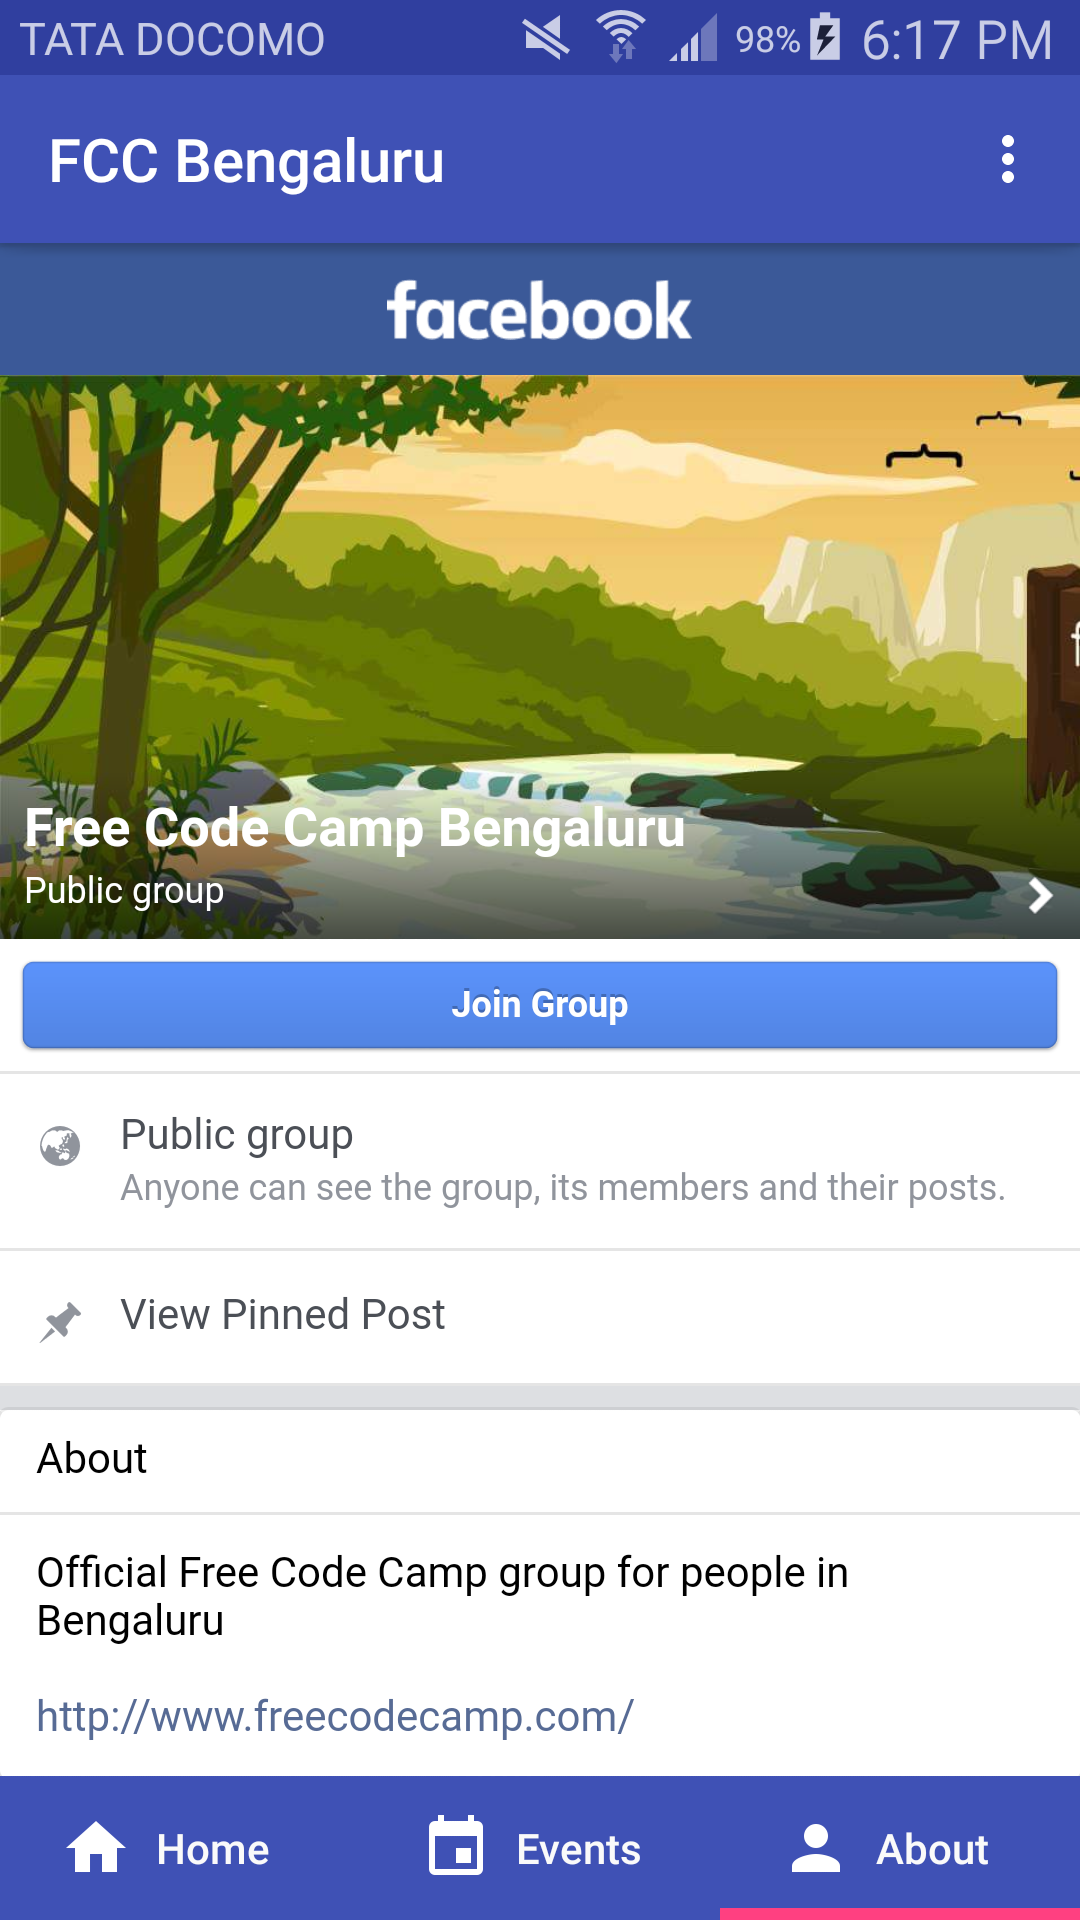 TATA DOCOMO 98% 6:17 PM
FCC Bengaluru
facebook
Free Code Camp Bengaluru
Public group
Join Group
Public group
Anyone can see the group, its members and their posts.
View Pinned Post
About
Official Free Code Camp group for people in
Bengaluru
http://www.freecodecamp.com/
Home Events About